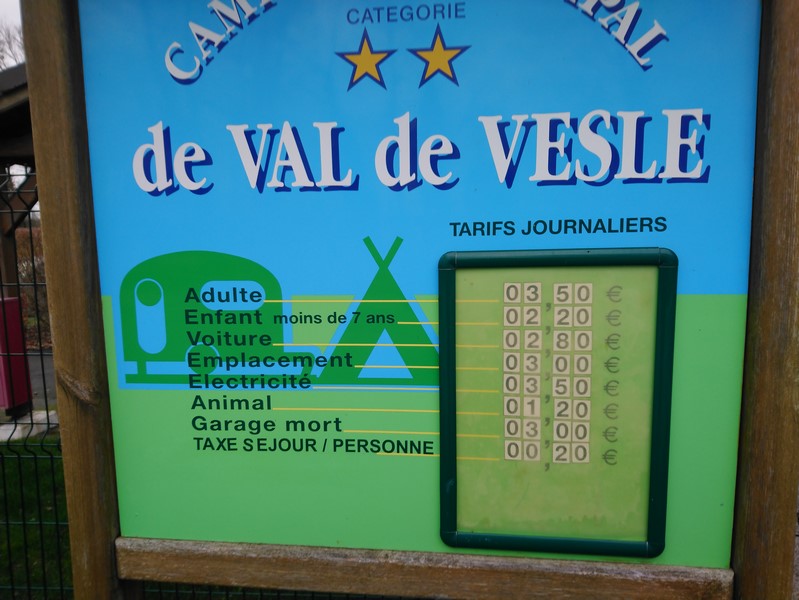 CATEGORIE
de VAL de VESLE
TARIFS JOURNALIERS
Adulte 03,50 €
Enfant moins de 7 ans 02,20 €
Voiture 02,80 €
Emplacement 03,00 €
Electricité 03,50 €
Animal 01,20 €
Garage mort 03,00 €
TAXE SEJOUR / PERSONNE 00,20 €